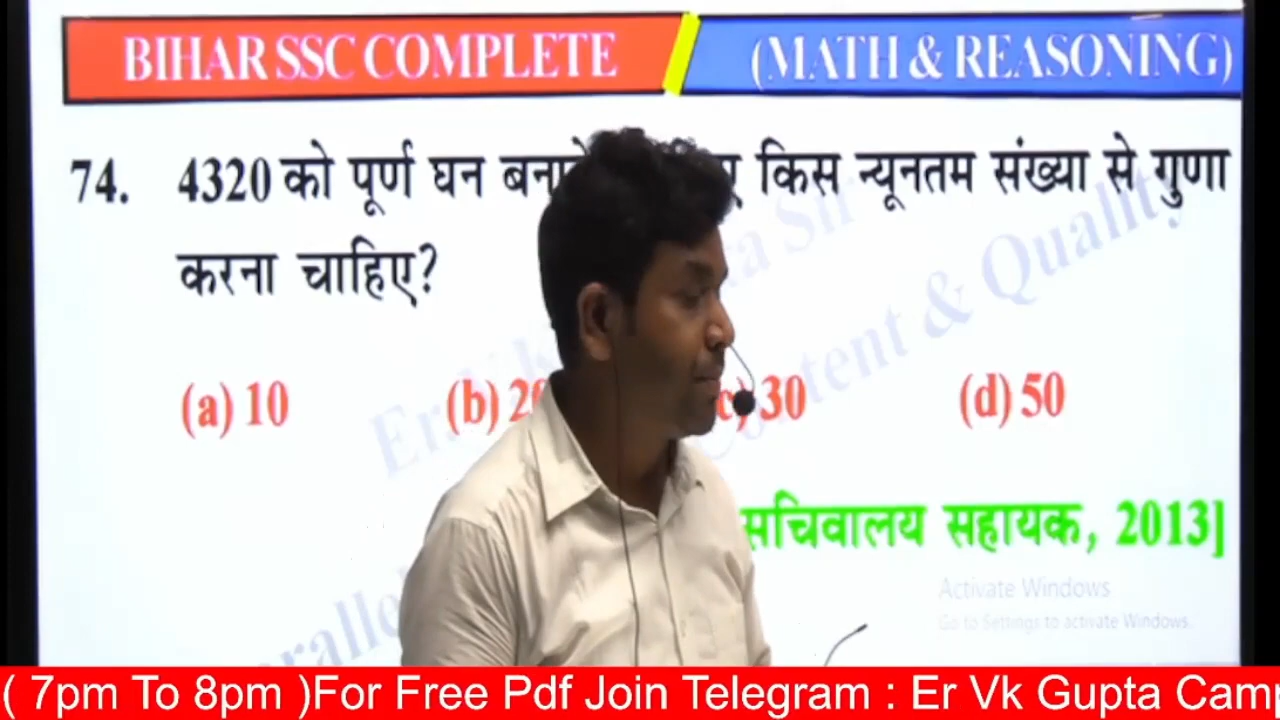 BIHAR SSC COMPLETE (MATH & REASONING)
74. 4320 को पूर्ण घन किस न्यूनतम संख्या से गुणा
करना चाहिए?
(a) 10 (b) 30 (d) 50
सचिवालय सहायक, 2013]
Activate Windows
Go to Settings to activate Windows.
( 7pm To 8pm )For Free Pdf Join Telegram : Er Vk Gupta